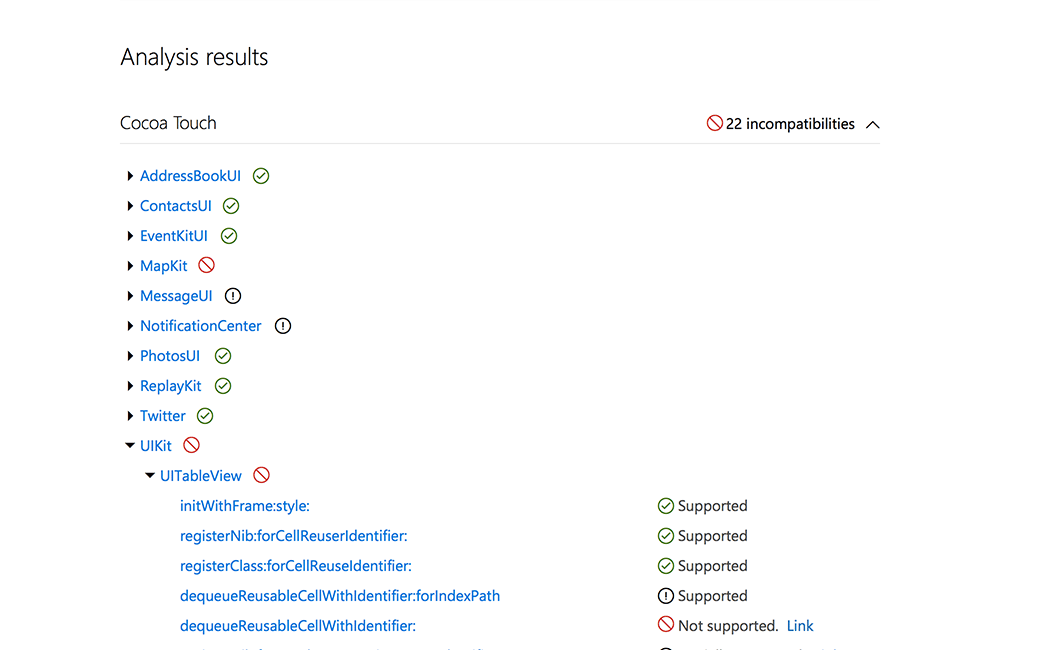 Analysis results
Cocoa Touch 22 incompatibilities
AddressBookUI
ContactsUI
EventKitUI
MapKit
MessageUI
NotificationCenter
PhotosUI
ReplayKit
Twitter
UIKit
UITableView
initWithFrame:style: Supported
registerNib:forCellReuserIdentifier: Supported
registerClass:forCellReuseIdentifier: Supported
dequeueReusableCellWithIdentifier:forIndexPath Supported
dequeueReusableCellWithIdentifier: Not supported. Link